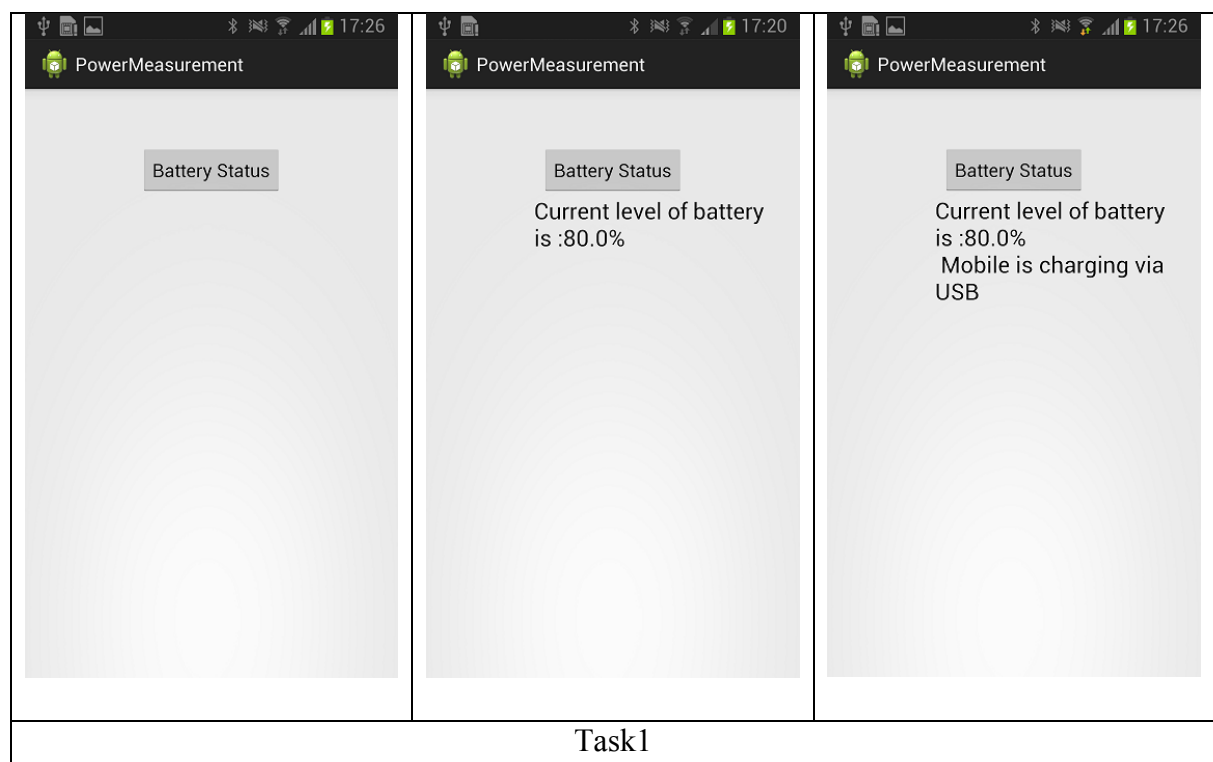 17:26
PowerMeasurement
Battery Status
17:20
PowerMeasurement
Battery Status
Current level of battery
is :80.0%
17:26
PowerMeasurement
Battery Status
Current level of battery
is :80.0%
Mobile is charging via
USB
Task1